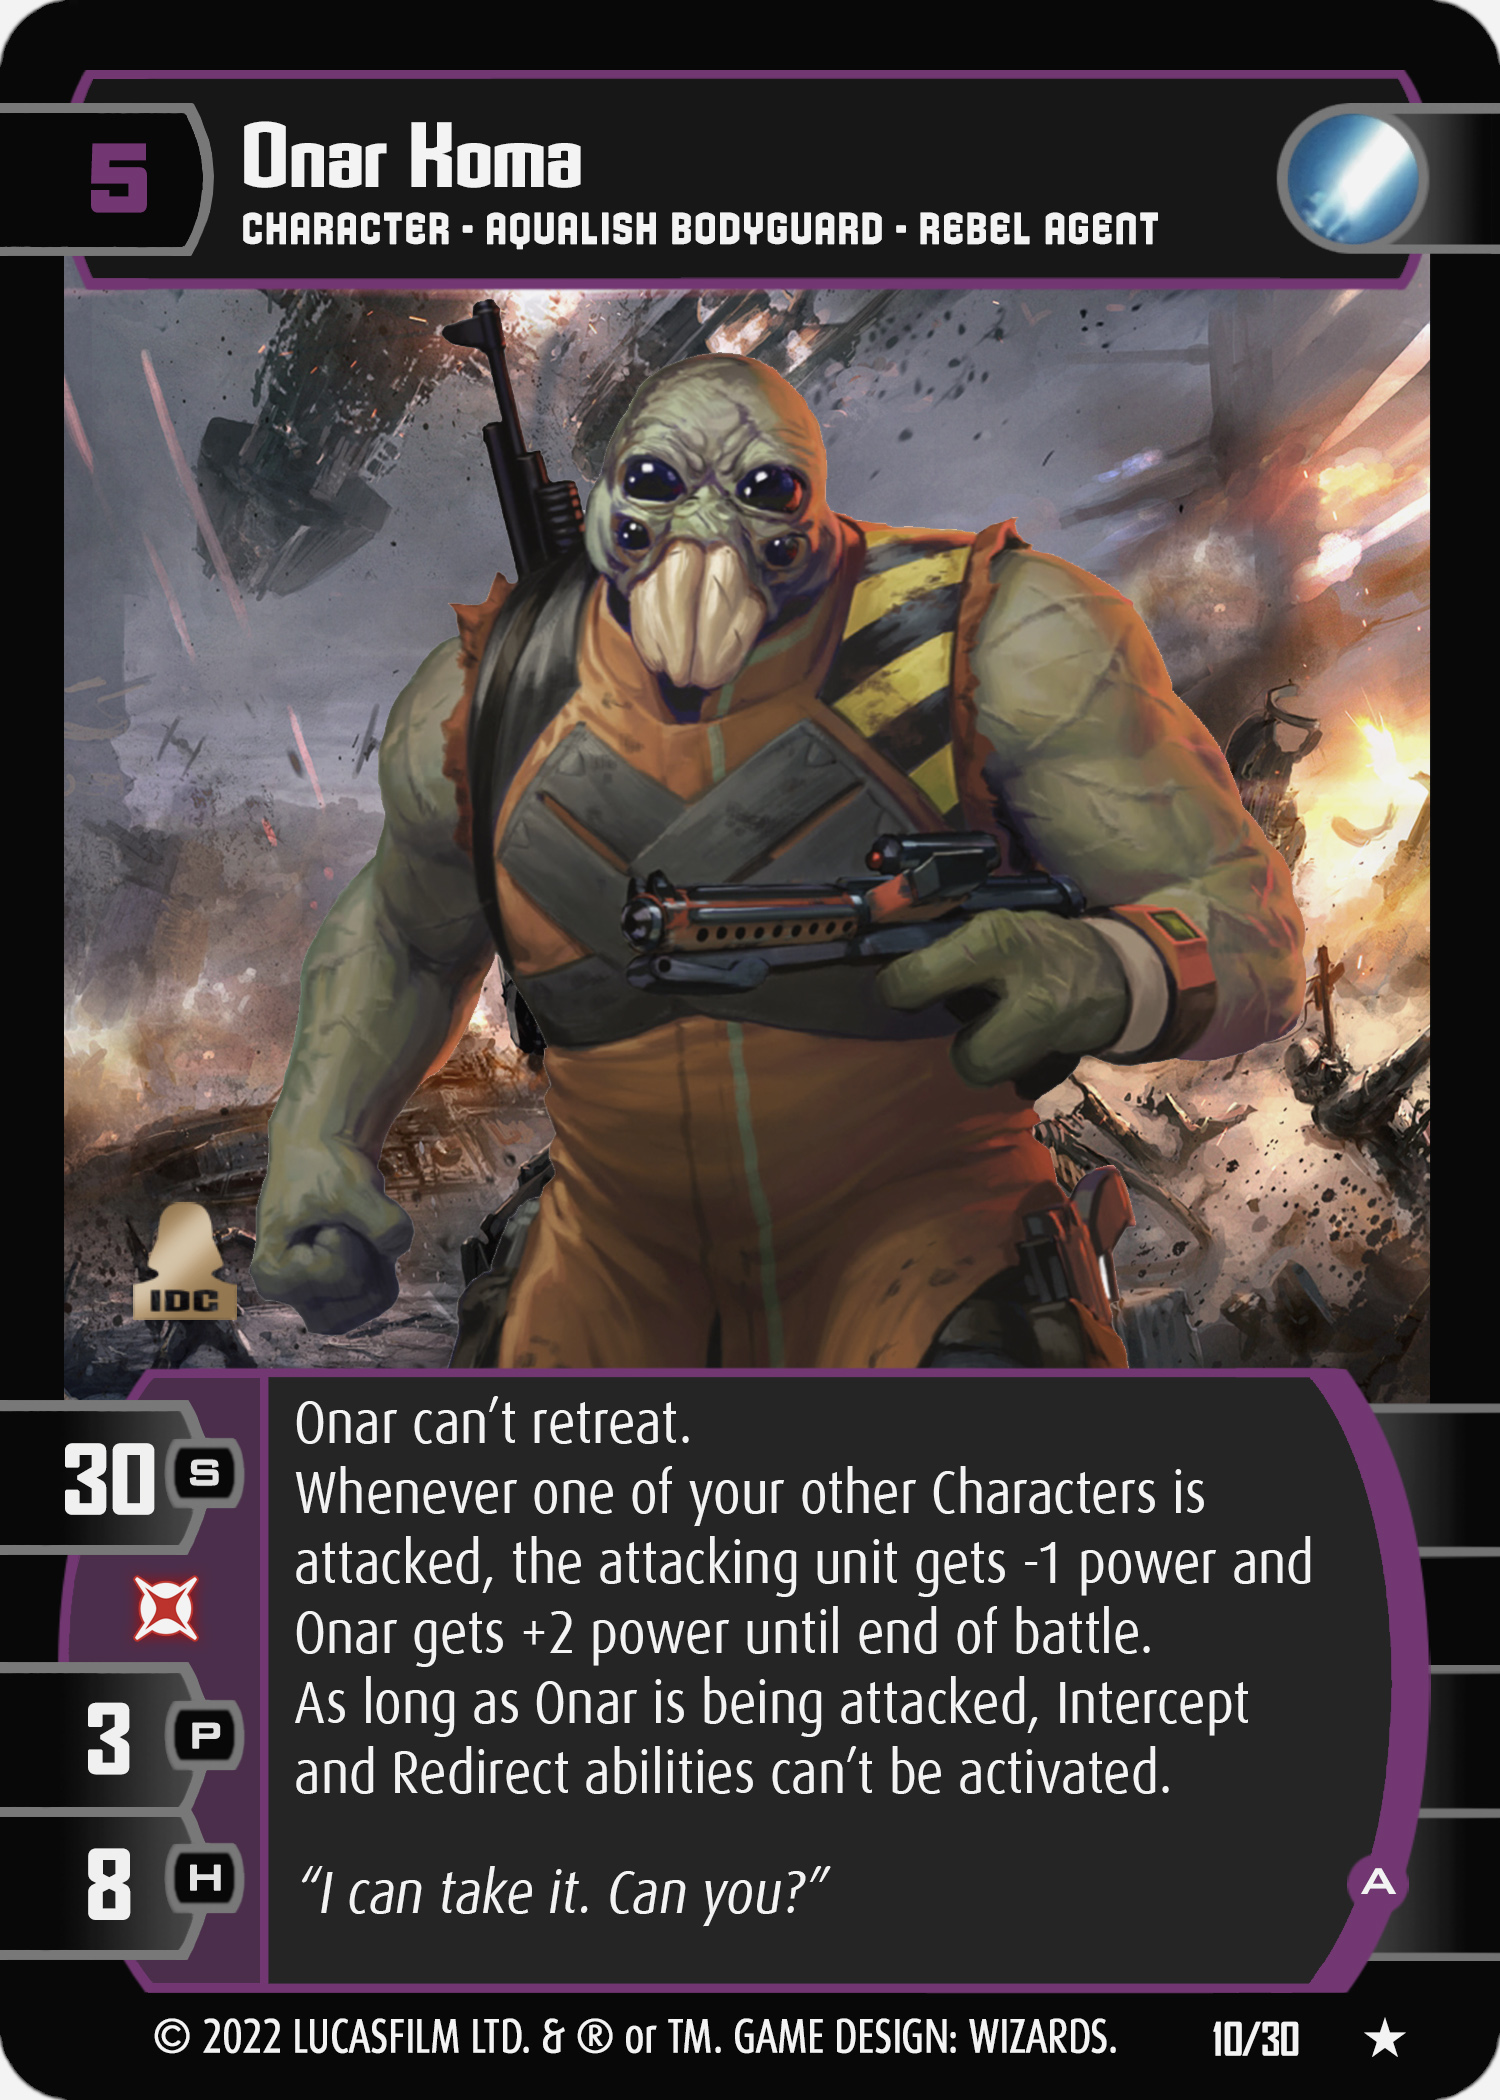 5
Onar Koma
CHARACTER - AQUALISH BODYGUARD - REBEL AGENT
IDC
30 S
3 P
8 H
Onar can’t retreat.
Whenever one of your other Characters is
attacked, the attacking unit gets -1 power and
Onar gets +2 power until end of battle.
As long as Onar is being attacked, Intercept
and Redirect abilities can’t be activated.
“I can take it. Can you?”
A
© 2022 LUCASFILM LTD. & ® or TM. GAME DESIGN: WIZARDS.
10/30 ★